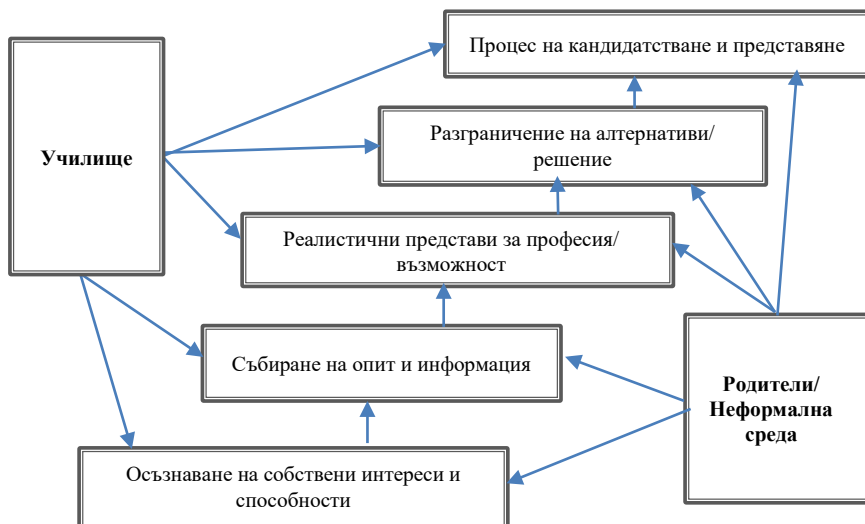 Процес на кандидатстване и представяне
Разграничение на алтернативи/
решение
Училище
Реалистични представи за професия/
възможност
Събиране на опит и информация
Родители/
Неформална
среда
Осъзнаване на собствени интереси и
способности